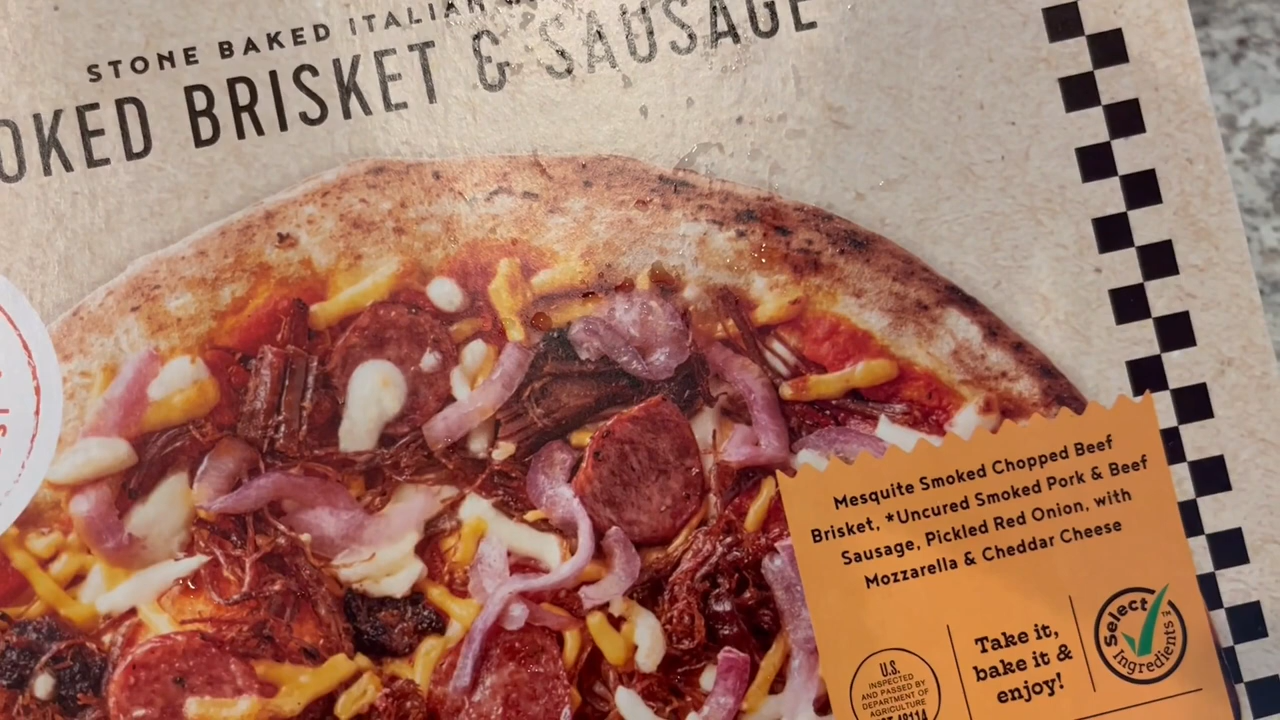 STONE BAKED ITALIAN
OKED BRISKET & SAUSAGE
Mesquite Smoked Chopped Beef
Brisket, *Uncured Smoked Pork & Beef
Sausage, Pickled Red Onion, with
Mozzarella & Cheddar Cheese
Take it,
bake it &
enjoy!
Select
Ingredients™
U.S.
INSPECTED
AND PASSED BY
DEPARTMENT OF
AGRICULTURE